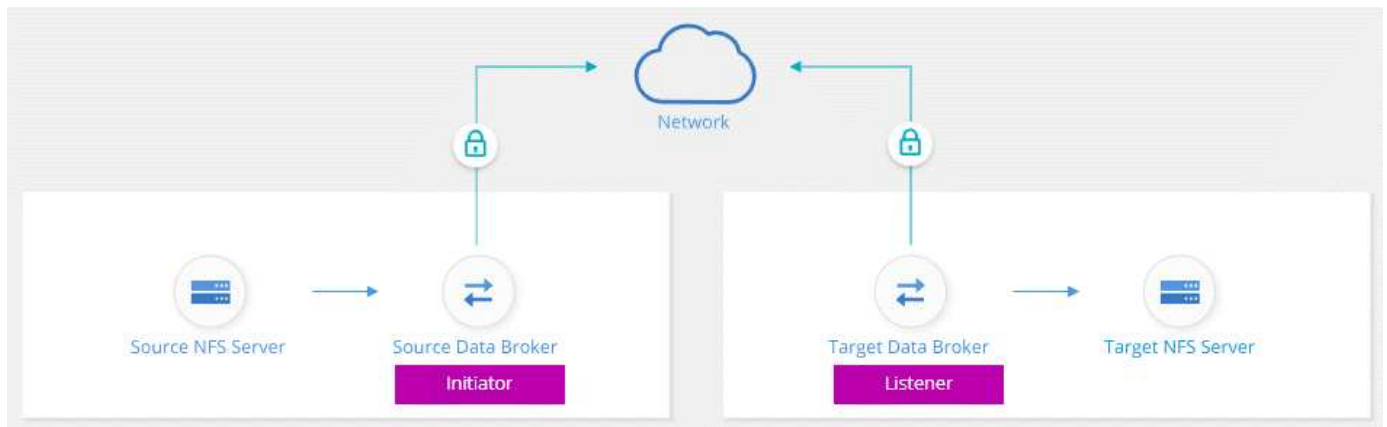 Network
Source NFS Server
Source Data Broker
Target Data Broker
Target NFS Server
Initiator
Listener